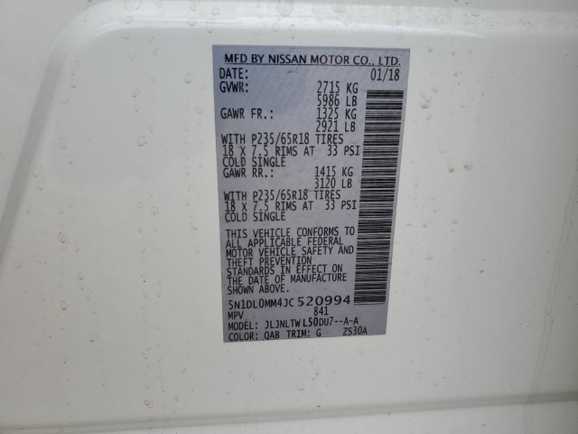 MFD BY NISSAN MOTOR CO., LTD.
DATE: 01/18
GVWR: 2715 KG
5986 LB
GAWR FR.: 1325 KG
2921 LB
WITH P235/65R18 TIRES
18 X 7.5 RIMS AT 33 PSI
COLD SINGLE
GAWR RR.: 1415 KG
3120 LB
WITH P235/65R18 TIRES
18 X 7.5 RIMS AT 33 PSI
COLD SINGLE
THIS VEHICLE CONFORMS TO
ALL APPLICABLE FEDERAL
MOTOR VEHICLE SAFETY
AND THEFT PREVENTION
STANDARDS IN EFFECT ON
THE DATE OF MANUFACTURE
SHOWN ABOVE.
5N1DL0MM4JC520994
MPV 841
MODEL: JLJNLTWL50DU7--A-A
COLOR: QAB TRIM: G ZS30A